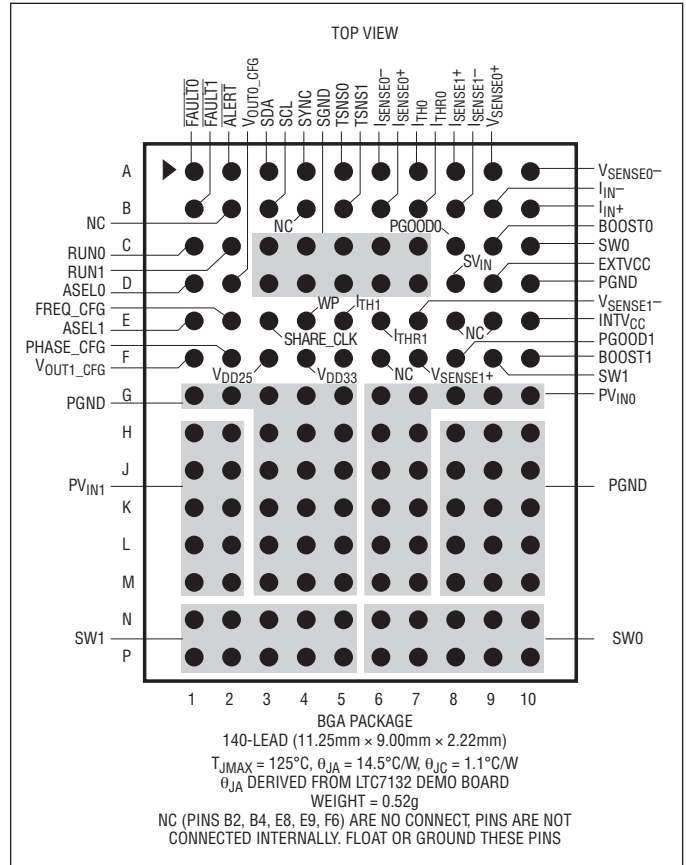 TOP VIEW
FAULT0
FAULT1
ALERT
VOUT0_CFG
SDA
SCL
SYNC
SGND
TSNS0
TSNS1
ISENSE0–
ISENSE0+
ITH0
ITHR0
ISENSE1+
ISENSE1–
VSENSE0+
A
VSENSE0–
IIN–
B
IIN+
NC
NC
PGOOD0
BOOST0
RUN0
C
SW0
RUN1
SVIN
EXTVCC
ASEL0
D
PGND
FREQ_CFG
WP
ITH1
VSENSE1–
ASEL1
E
INTVCC
SHARE_CLK
ITHR1
NC
PGOOD1
PHASE_CFG
F
BOOST1
VOUT1_CFG
VDD25
VDD33
NC
VSENSE1+
SW1
PGND
G
PVIN0
H
J
PVIN1
PGND
K
L
M
N
SW1
SW0
P
1 2 3 4 5 6 7 8 9 10
BGA PACKAGE
140-LEAD (11.25mm × 9.00mm × 2.22mm)
TJMAX = 125°C, θJA = 14.5°C/W, θJC = 1.1°C/W
θJA DERIVED FROM LTC7132 DEMO BOARD
WEIGHT = 0.52g
NC (PINS B2, B4, E8, E9, F6) ARE NO CONNECT, PINS ARE NOT
CONNECTED INTERNALLY. FLOAT OR GROUND THESE PINS